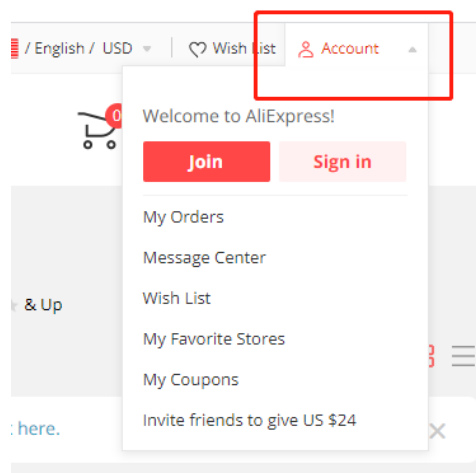 / English / USD
Wish List
Account
0
Welcome to AliExpress!
Join
Sign in
My Orders
Message Center
Wish List
& Up
My Favorite Stores
My Coupons
Invite friends to give US $24
here.